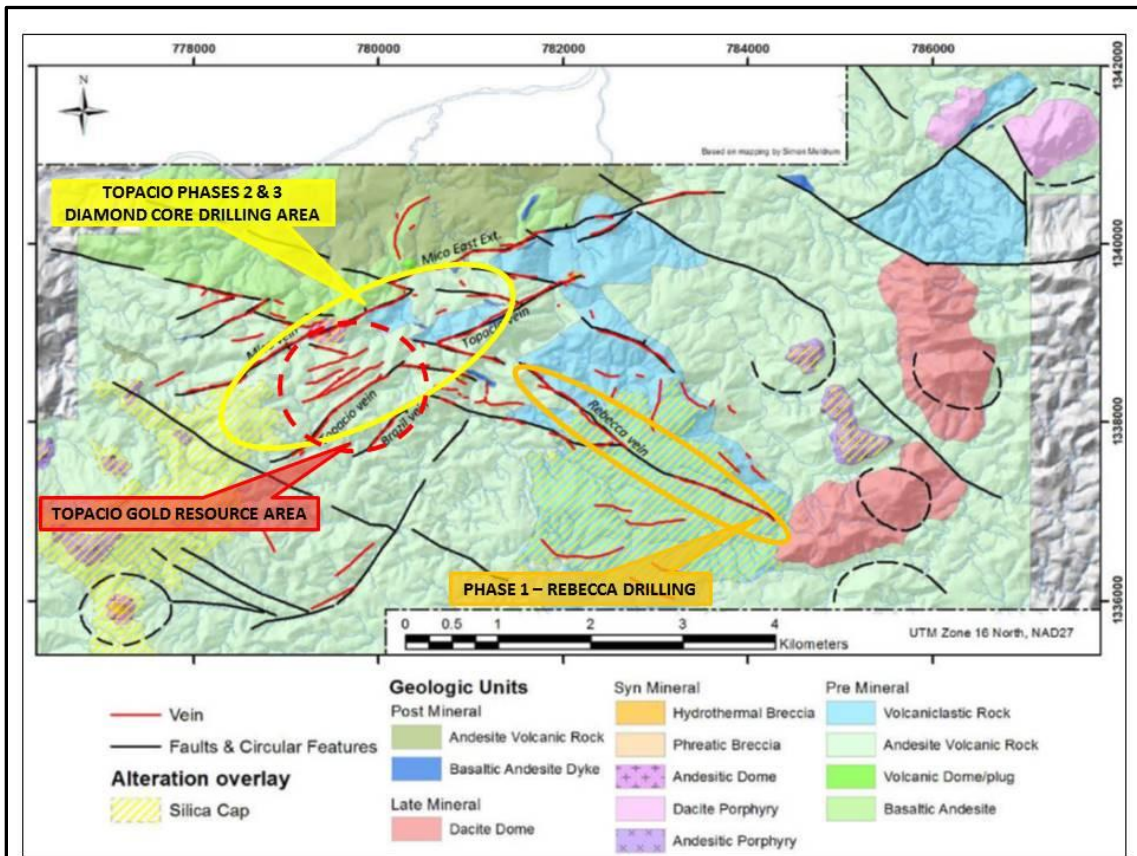 778000 780000 782000 784000 786000
1342000
N
Based on mapping by Simon Meldrum
TOPACIO PHASES 2 & 3
DIAMOND CORE DRILLING AREA
1340000
Mico East Ext.
Mico vein
Topacio vein
Topacio vein
Brazil vein
Rebecca vein
1338000
TOPACIO GOLD RESOURCE AREA
PHASE 1 – REBECCA DRILLING
1336000
0 0.5 1 2 3 4
Kilometers
UTM Zone 16 North, NAD27
Vein
Faults & Circular Features
Alteration overlay
Silica Cap
Geologic Units
Post Mineral
Andesite Volcanic Rock
Basaltic Andesite Dyke
Late Mineral
Dacite Dome
Syn Mineral
Hydrothermal Breccia
Phreatic Breccia
Andesitic Dome
Dacite Porphyry
Andesitic Porphyry
Pre Mineral
Volcaniclastic Rock
Andesite Volcanic Rock
Volcanic Dome/plug
Basaltic Andesite